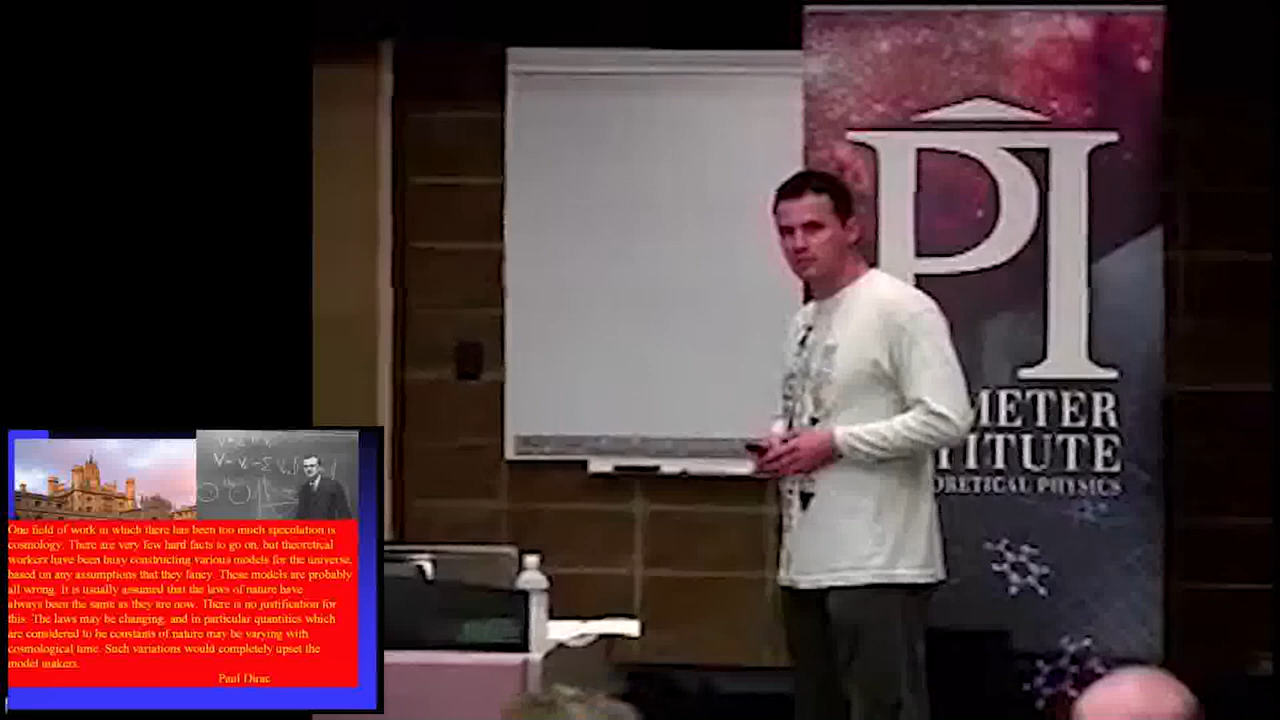 PI
METER
TITUTE
ORETICAL PHYSICS
One field of work in which there has been too much speculation is
cosmology. There are very few hard facts to go on, but theoretical
workers have been busy constructing various models for the universe,
based on any assumptions that they fancy. These models are probably
all wrong. It is usually assumed that the laws of nature have
always been the same as they are now. There is no justification for
this. The laws may be changing, and in particular quantities which
are considered to be constants of nature may be varying with
cosmological time. Such variations would completely upset the
model makers.
Paul Dirac